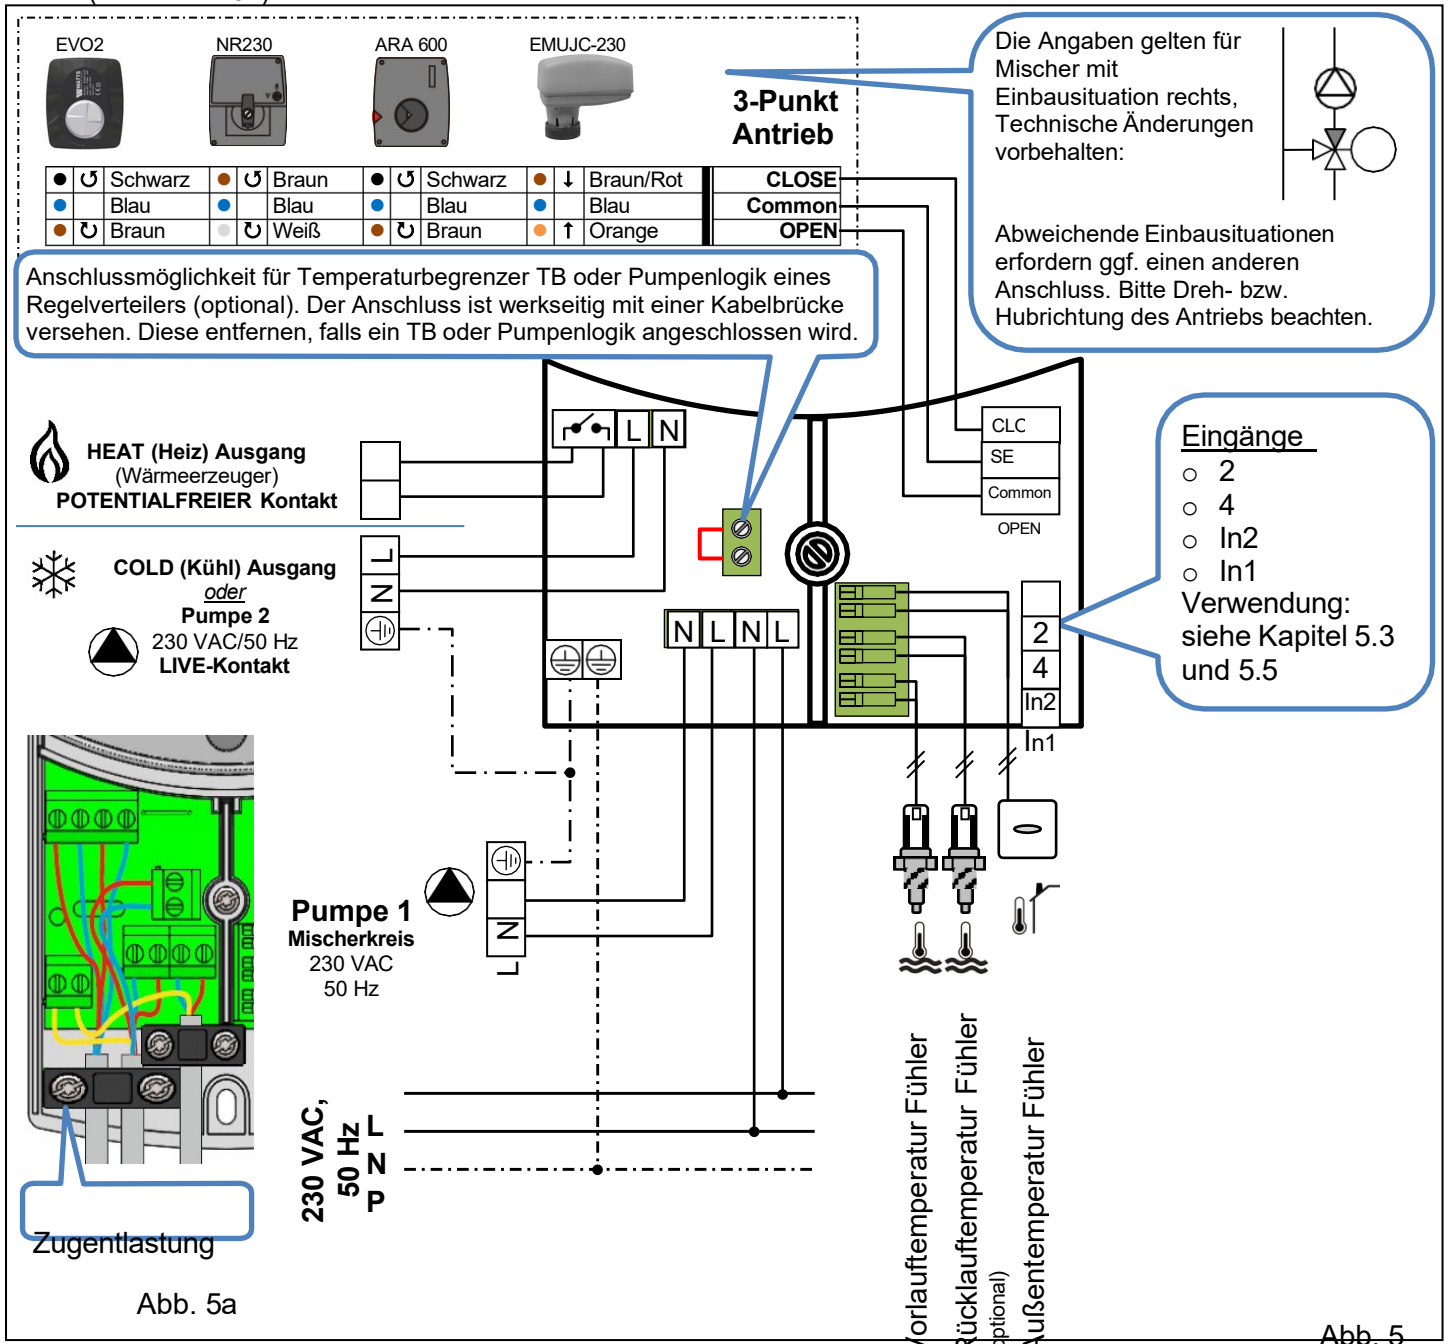 EVO2 NR230 ARA 600 EMUJC-230
3-Punkt
Antrieb
Schwarz Braun Schwarz Braun/Rot CLOSE
Blau Blau Blau Blau Common
Braun Weiß Braun Orange OPEN
Die Angaben gelten für
Mischer mit
Einbausituation rechts,
Technische Änderungen
vorbehalten:
Abweichende Einbausituationen
erfordern ggf. einen anderen
Anschluss. Bitte Dreh- bzw.
Hubrichtung des Antriebs beachten.
Anschlussmöglichkeit für Temperaturbegrenzer TB oder Pumpenlogik eines
Regelverteilers (optional). Der Anschluss ist werkseitig mit einer Kabelbrücke
versehen. Diese entfernen, falls ein TB oder Pumpenlogik angeschlossen wird.
L N
CLC
SE
Common
OPEN
HEAT (Heiz) Ausgang
(Wärmeerzeuger)
POTENTIALFREIER Kontakt
COLD (Kühl) Ausgang
oder
Pumpe 2
230 VAC/50 Hz
LIVE-Kontakt
L
N
N L N L
2
4
In2
In1
Eingänge
○ 2
○ 4
○ In2
○ In1
Verwendung:
siehe Kapitel 5.3
und 5.5
Pumpe 1
Mischerkreis
230 VAC
50 Hz
N
L
230 VAC,
50 Hz
L
N
P
Vorlauftemperatur Fühler
Rücklauftemperatur Fühler
(optional)
Außentemperatur Fühler
Zugentlastung
Abb. 5a
Abb. 5